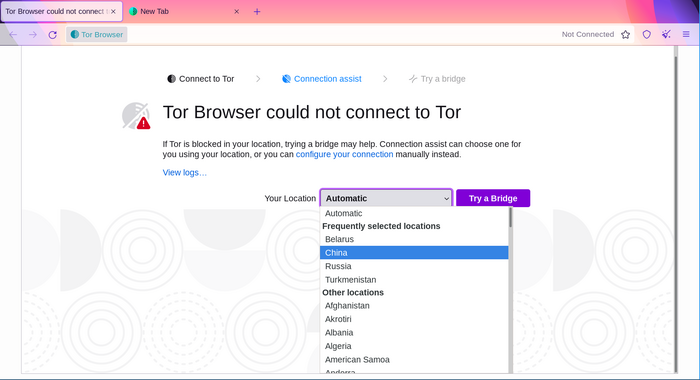 Tor Browser could not connect t
New Tab
Tor Browser
Not Connected
Connect to Tor
Connection assist
Try a bridge
Tor Browser could not connect to Tor
If Tor is blocked in your location, trying a bridge may help. Connection assist can choose one for
you using your location, or you can configure your connection manually instead.
View logs…
Your Location
Automatic
Try a Bridge
Automatic
Frequently selected locations
Belarus
China
Russia
Turkmenistan
Other locations
Afghanistan
Akrotiri
Albania
Algeria
American Samoa
Andorra